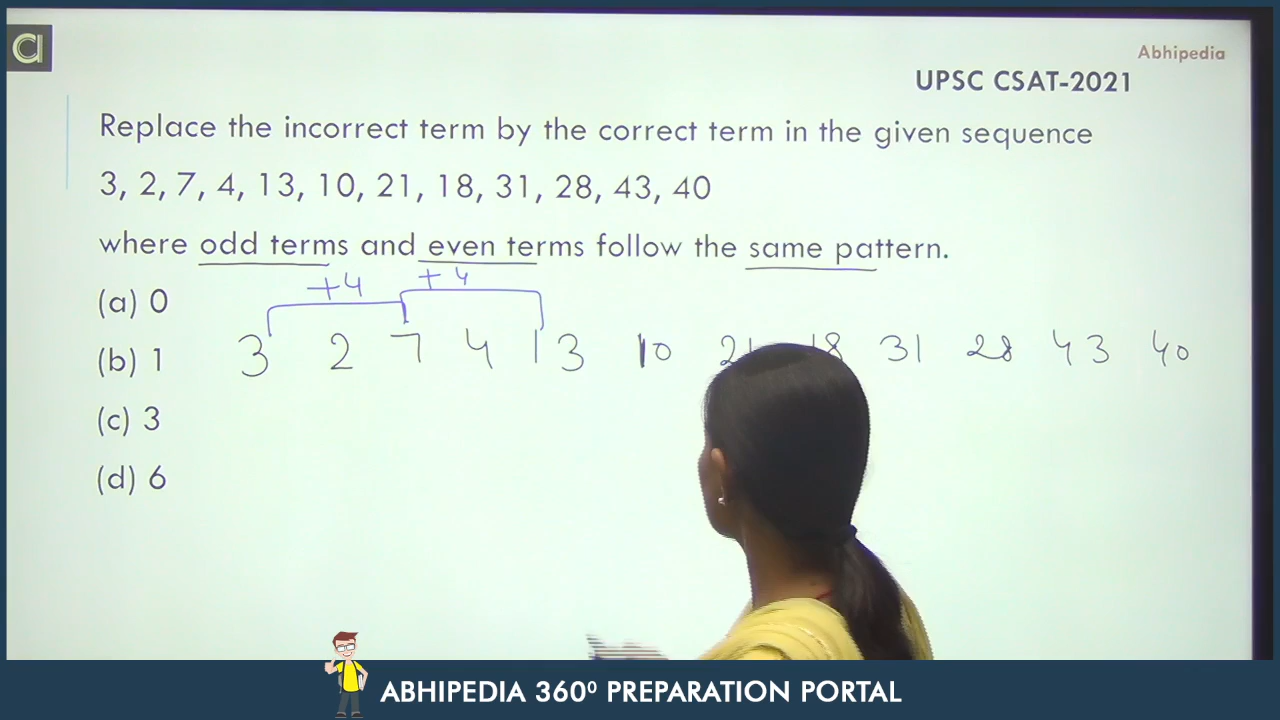 Abhipedia
UPSC CSAT-2021
Replace the incorrect term by the correct term in the given sequence
3, 2, 7, 4, 13, 10, 21, 18, 31, 28, 43, 40
where odd terms and even terms follow the same pattern.
+4 +4
(a) 0
3 2 7 4 13 10 21 18 31 28 43 40
(b) 1
(c) 3
(d) 6
ABHIPEDIA 360⁰ PREPARATION PORTAL